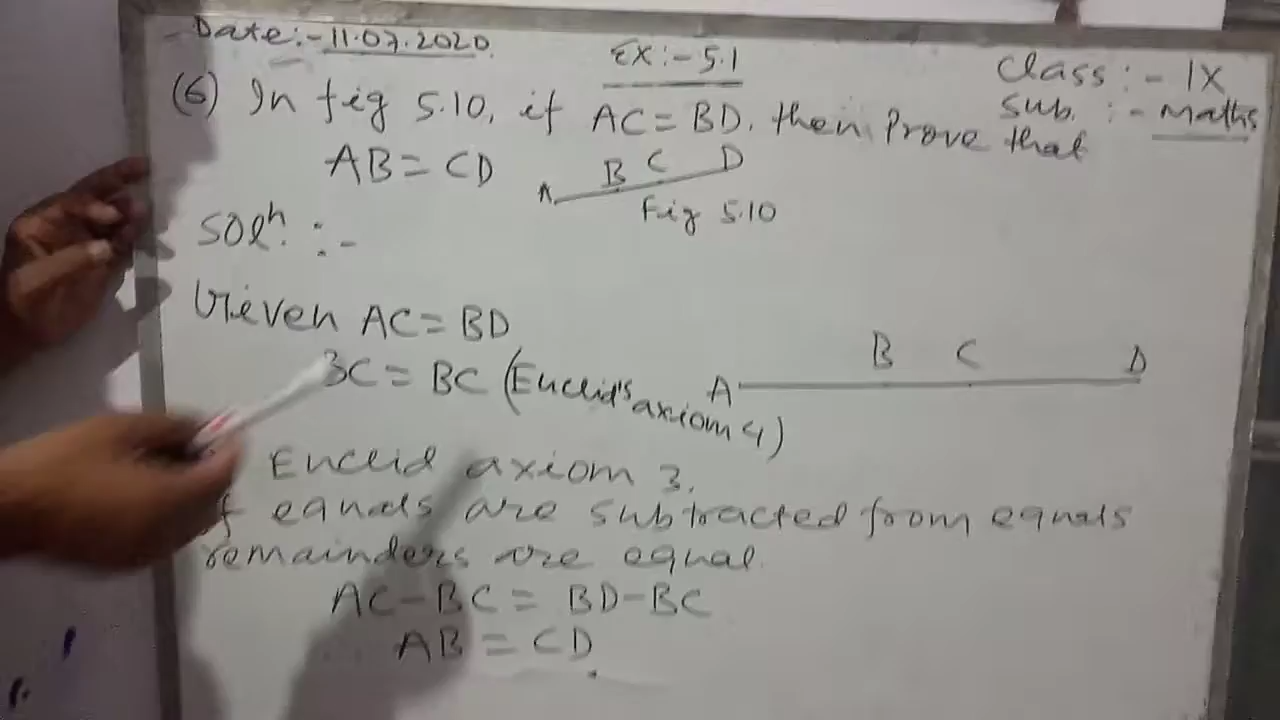 Date:-11.07.2020
Ex:-5.1
Class:-IX
Sub.:-Maths
(6) In fig 5.10, if AC=BD, then Prove that
AB=CD
A B C D
Fig 5.10
Soln:-
Given AC=BD
BC=BC (Euclid's axiom 4)
A B C D
Euclid axiom 3.
If equals are subtracted from equals
remainders are equal.
AC-BC=BD-BC
AB=CD.